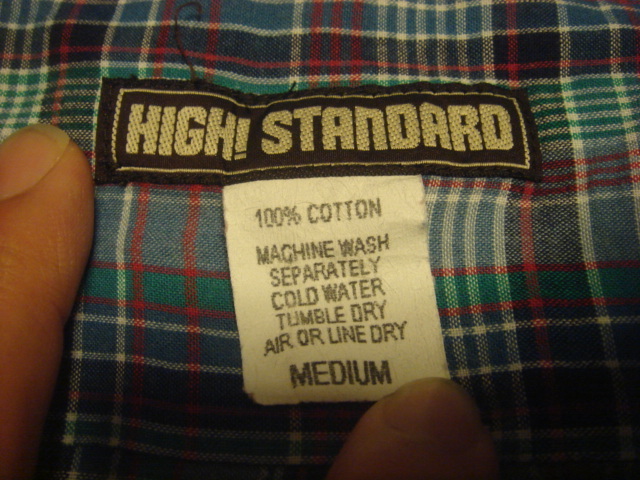 HIGH! STANDARD
100% COTTON
MACHINE WASH
SEPARATELY
COLD WATER
TUMBLE DRY
AIR OR LINE DRY
MEDIUM